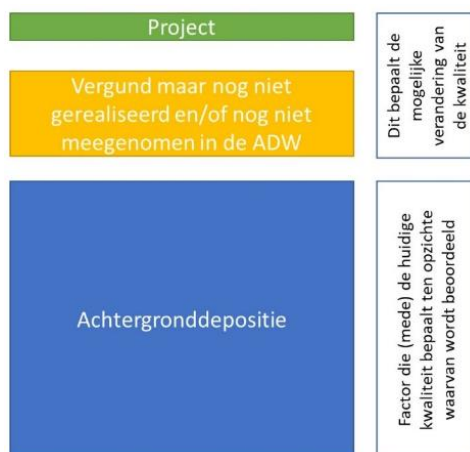 Project
Vergund maar nog niet
gerealiseerd en/of nog niet
meegenomen in de ADW
Dit bepaalt de
mogelijke
verandering van
de kwaliteit
Achtergronddepositie
Factor die (mede) de huidige
kwaliteit bepaalt ten opzichte
waarvan wordt beoordeeld